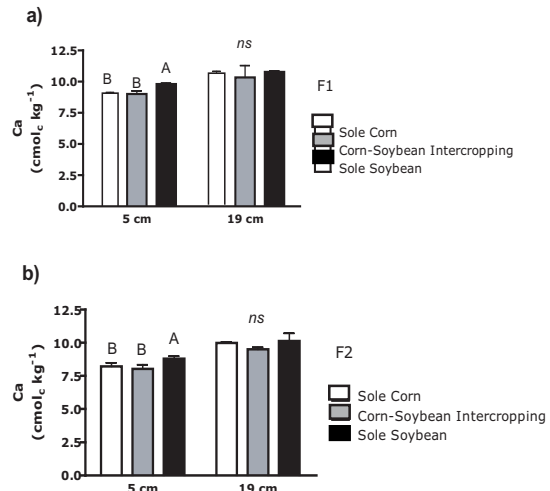 a)
12.5
10.0
7.5
5.0
2.5
0.0
Ca
(cmolc kg-1)
B B A
ns
5 cm 19 cm
F1
Sole Corn
Corn-Soybean Intercropping
Sole Soybean
b)
12.5
10.0
7.5
5.0
2.5
0.0
Ca
(cmolc kg-1)
B B A
ns
5 cm 19 cm
F2
Sole Corn
Corn-Soybean Intercropping
Sole Soybean